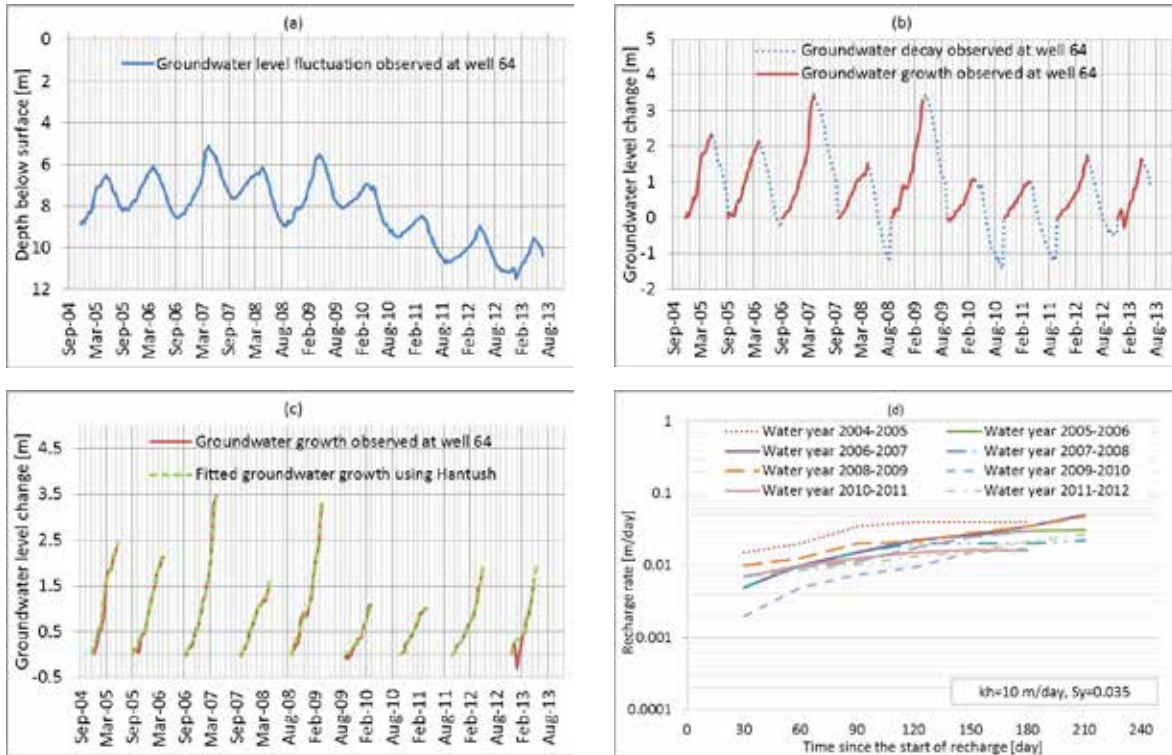 (a)
0
2
4
6
8
10
12
Depth below surface [m]
Groundwater level fluctuation observed at well 64
Sep-04
Mar-05
Sep-05
Mar-06
Sep-06
Mar-07
Sep-07
Mar-08
Aug-08
Feb-09
Aug-09
Feb-10
Aug-10
Feb-11
Aug-11
Feb-12
Aug-12
Feb-13
Aug-13
(b)
5
4
3
2
1
0
-1
-2
Groundwater level change [m]
Groundwater decay observed at well 64
Groundwater growth observed at well 64
Sep-04
Mar-05
Sep-05
Mar-06
Sep-06
Mar-07
Sep-07
Mar-08
Aug-08
Feb-09
Aug-09
Feb-10
Aug-10
Feb-11
Aug-11
Feb-12
Aug-12
Feb-13
Aug-13
(c)
4.5
3.5
2.5
1.5
0.5
-0.5
Groundwater level change [m]
Groundwater growth observed at well 64
Fitted groundwater growth using Hantush
Sep-04
Mar-05
Sep-05
Mar-06
Sep-06
Mar-07
Sep-07
Mar-08
Aug-08
Feb-09
Aug-09
Feb-10
Aug-10
Feb-11
Aug-11
Feb-12
Aug-12
Feb-13
Aug-13
(d)
1
0.1
0.01
0.001
0.0001
Recharge rate [m/day]
Water year 2004-2005
Water year 2005-2006
Water year 2006-2007
Water year 2007-2008
Water year 2008-2009
Water year 2009-2010
Water year 2010-2011
Water year 2011-2012
kh=10 m/day, Sy=0.035
0 30 60 90 120 150 180 210 240
Time since the start of recharge [day]